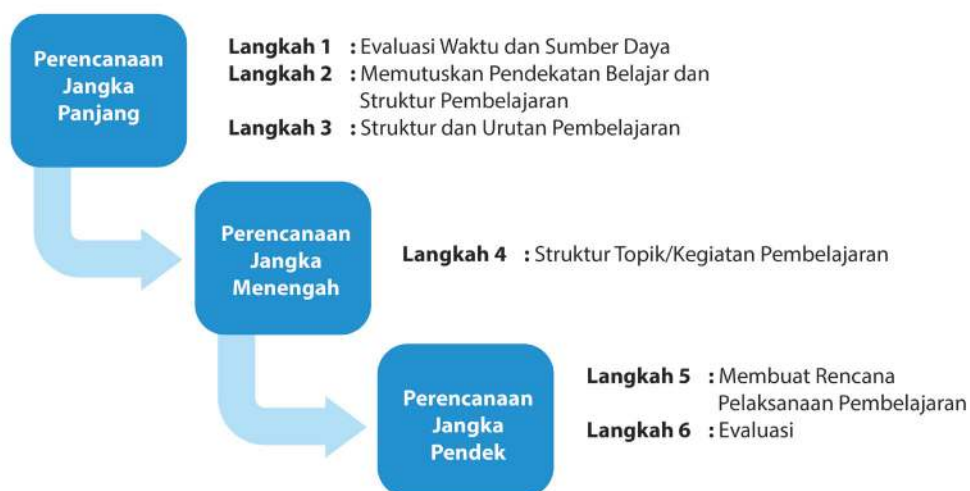 Perencanaan
Jangka
Panjang
Langkah 1 : Evaluasi Waktu dan Sumber Daya
Langkah 2 : Memutuskan Pendekatan Belajar dan
Struktur Pembelajaran
Langkah 3 : Struktur dan Urutan Pembelajaran
Perencanaan
Jangka
Menengah
Langkah 4 : Struktur Topik/Kegiatan Pembelajaran
Perencanaan
Jangka
Pendek
Langkah 5 : Membuat Rencana
Pelaksanaan Pembelajaran
Langkah 6 : Evaluasi